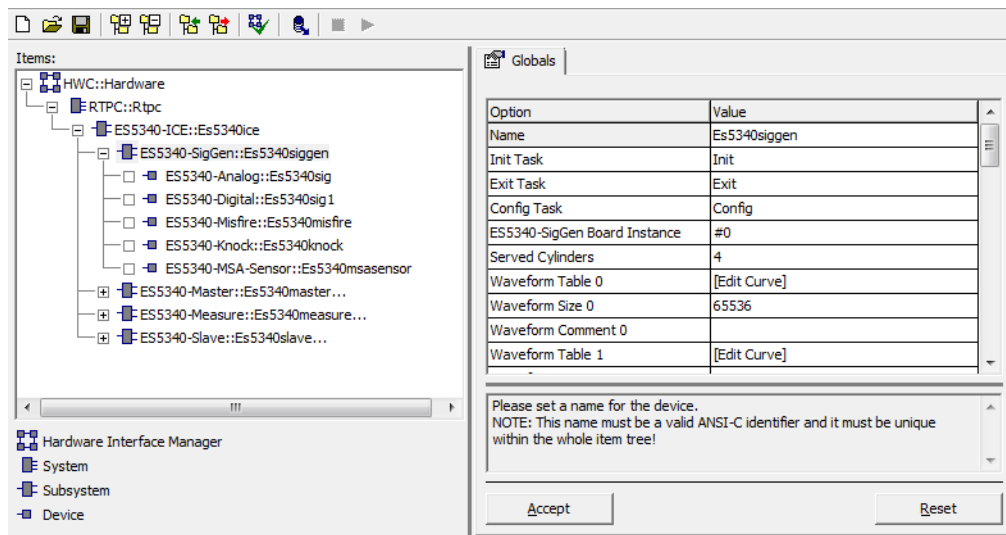 Items:
HWC::Hardware
RTPC::Rtpc
ES5340-ICE::Es5340ice
ES5340-SigGen::Es5340siggen
ES5340-Analog::Es5340sig
ES5340-Digital::Es5340sig1
ES5340-Misfire::Es5340misfire
ES5340-Knock::Es5340knock
ES5340-MSA-Sensor::Es5340msasensor
ES5340-Master::Es5340master...
ES5340-Measure::Es5340measure...
ES5340-Slave::Es5340slave...
Hardware Interface Manager
System
Subsystem
Device
Globals
Option Value
Name Es5340siggen
Init Task Init
Exit Task Exit
Config Task Config
ES5340-SigGen Board Instance #0
Served Cylinders 4
Waveform Table 0 [Edit Curve]
Waveform Size 0 65536
Waveform Comment 0
Waveform Table 1 [Edit Curve]
Please set a name for the device.
NOTE: This name must be a valid ANSI-C identifier and it must be unique
within the whole item tree!
Accept Reset